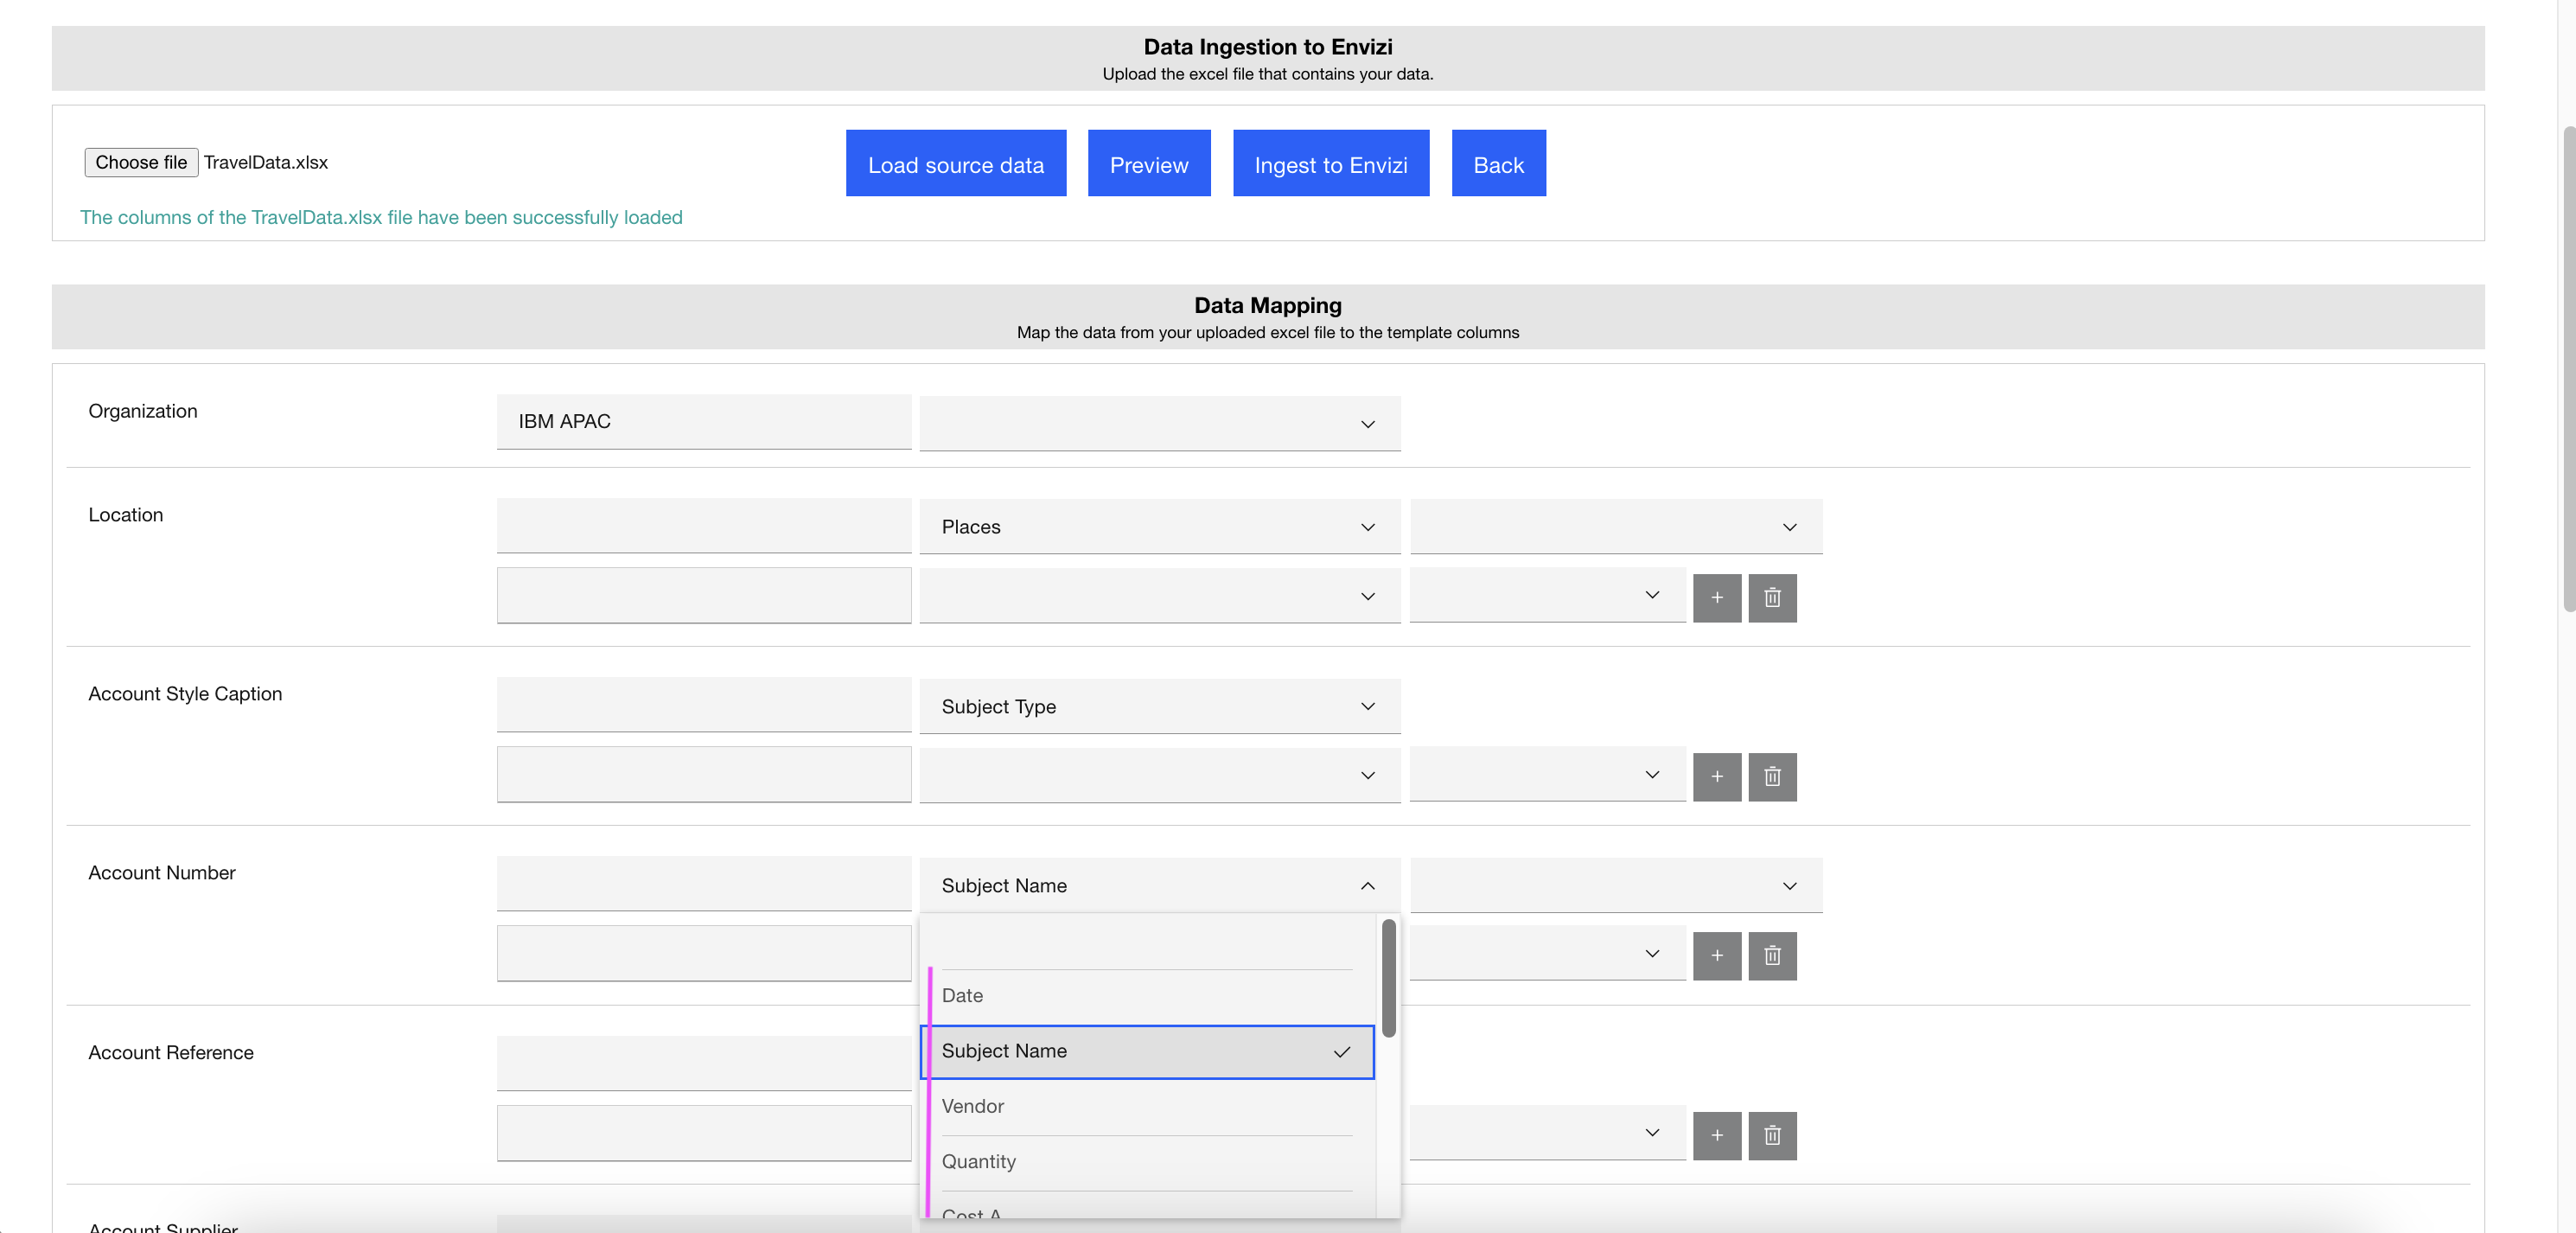 Data Ingestion to Envizi
Upload the excel file that contains your data.
Choose file TravelData.xlsx
Load source data
Preview
Ingest to Envizi
Back
The columns of the TravelData.xlsx file have been successfully loaded
Data Mapping
Map the data from your uploaded excel file to the template columns
Organization
IBM APAC
Location
Places
+
Account Style Caption
Subject Type
+
Account Number
Subject Name
+
Date
Subject Name
Vendor
Quantity
Cost A
Account Reference
+
Account Supplier